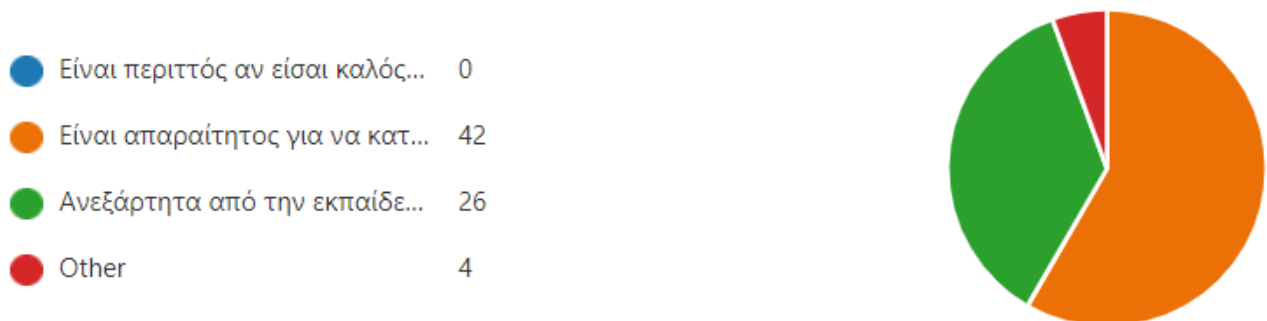 Είναι περιττός αν είσαι καλός... 0
Είναι απαραίτητος για να κατ... 42
Ανεξάρτητα από την εκπαίδε... 26
Other 4